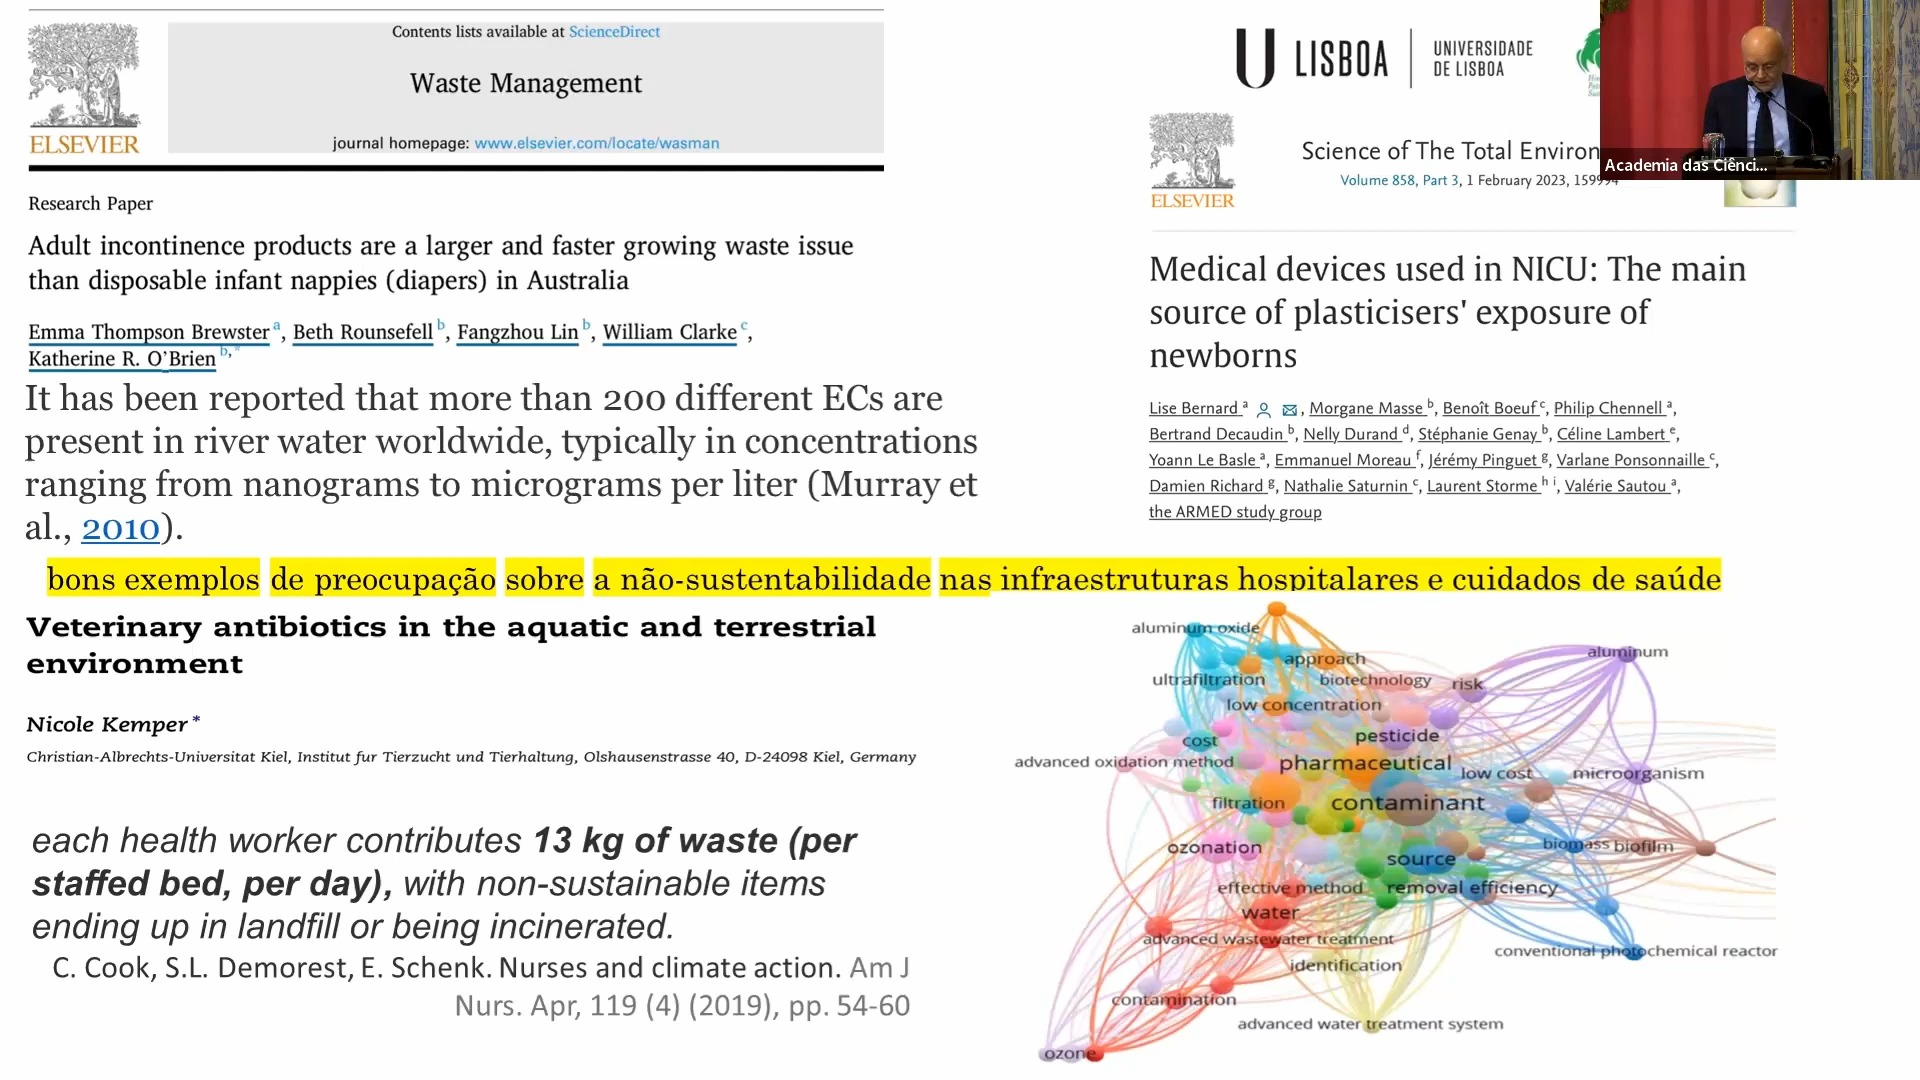 Contents lists available at ScienceDirect
Waste Management
journal homepage: www.elsevier.com/locate/wasman
ELSEVIER
Research Paper
Adult incontinence products are a larger and faster growing waste issue
than disposable infant nappies (diapers) in Australia
Emma Thompson Brewster a, Beth Rounsefell b, Fangzhou Lin b, William Clarke c,
Katherine R. O'Brien b,*
It has been reported that more than 200 different ECs are
present in river water worldwide, typically in concentrations
ranging from nanograms to micrograms per liter (Murray et
al., 2010).
U LISBOA | UNIVERSIDADE
DE LISBOA
Academia das Ciênci...
ELSEVIER
Science of The Total Environ
Volume 858, Part 3, 1 February 2023, 159994
Medical devices used in NICU: The main
source of plasticisers' exposure of
newborns
Lise Bernard a, Morgane Masse b, Benoît Boeuf c, Philip Chennell a,
Bertrand Decaudin b, Nelly Durand d, Stéphanie Genay b, Céline Lambert e,
Yoann Le Basle a, Emmanuel Moreau f, Jérémy Pinguet g, Varlane Ponsonnaille c,
Damien Richard g, Nathalie Saturnin c, Laurent Storme h i, Valérie Sautou a,
the ARMED study group
bons exemplos de preocupação sobre a não-sustentabilidade nas infraestruturas hospitalares e cuidados de saúde
Veterinary antibiotics in the aquatic and terrestrial
environment
Nicole Kemper *
Christian-Albrechts-Universitat Kiel, Institut fur Tierzucht und Tierhaltung, Olshausenstrasse 40, D-24098 Kiel, Germany
each health worker contributes 13 kg of waste (per
staffed bed, per day), with non-sustainable items
ending up in landfill or being incinerated.
C. Cook, S.L. Demorest, E. Schenk. Nurses and climate action. Am J
Nurs. Apr, 119 (4) (2019), pp. 54-60
aluminum oxide
approach
aluminum
ultrafiltration
biotechnology
risk
low concentration
cost
pesticide
advanced oxidation method
pharmaceutical
low cost
microorganism
filtration
contaminant
ozonation
source
biomass
biofilm
effective method
removal efficiency
water
advanced wastewater treatment
conventional photochemical reactor
identification
contamination
advanced water treatment system
ozone